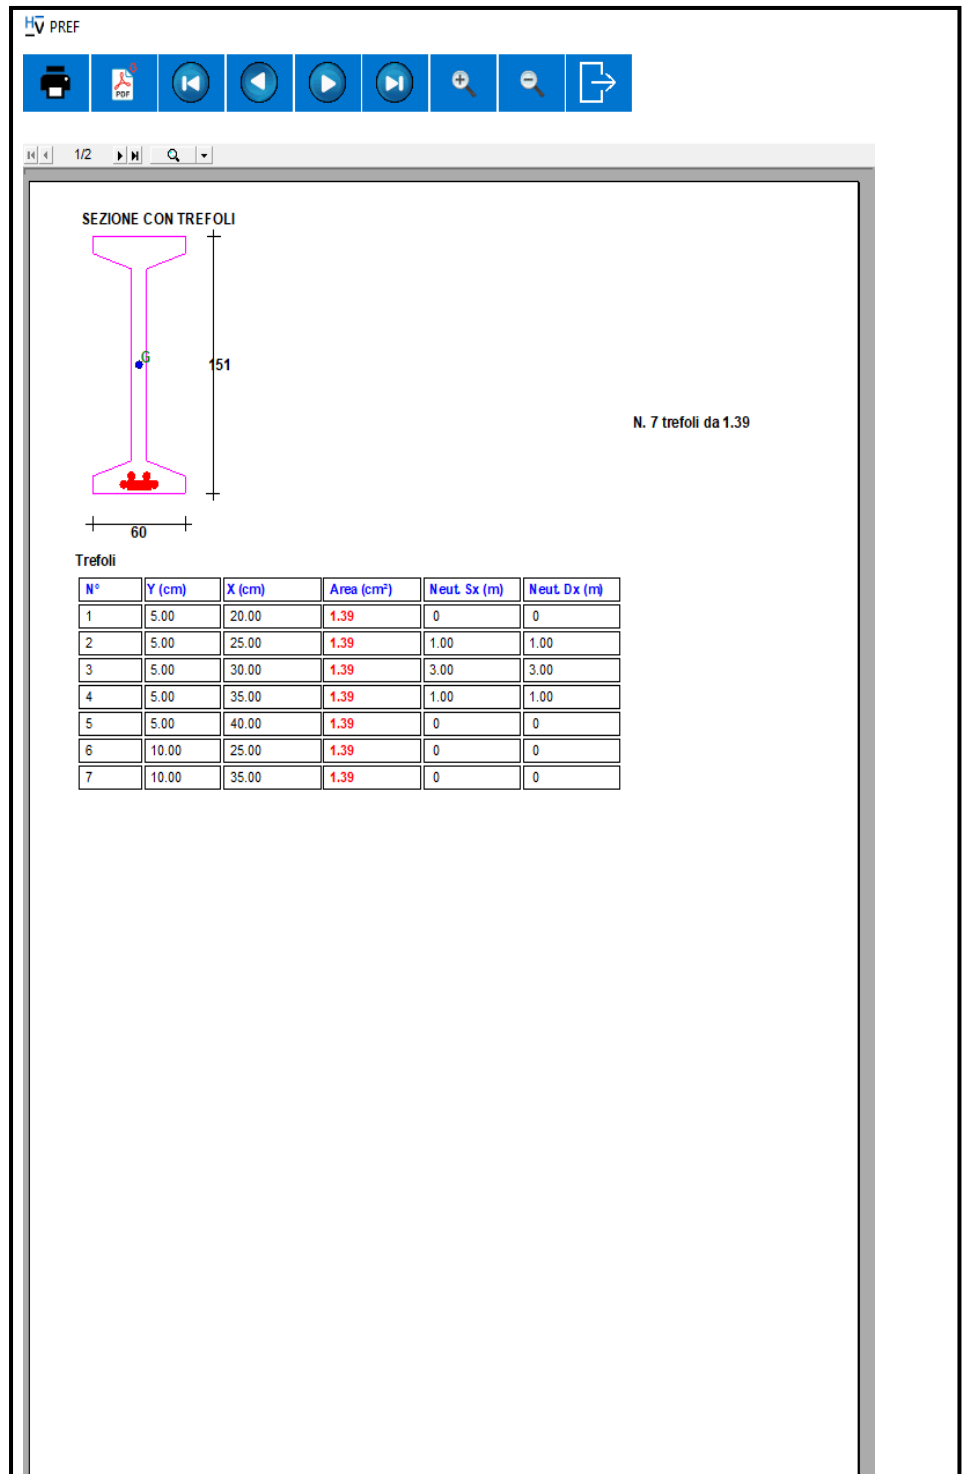 HV PREF
PDF
1/2
SEZIONE CON TREFOLI
G
151
N. 7 trefoli da 1.39
60
Trefoli
N° Y (cm) X (cm) Area (cm²) Neut. Sx (m) Neut. Dx (m)
1 5.00 20.00 1.39 0 0
2 5.00 25.00 1.39 1.00 1.00
3 5.00 30.00 1.39 3.00 3.00
4 5.00 35.00 1.39 1.00 1.00
5 5.00 40.00 1.39 0 0
6 10.00 25.00 1.39 0 0
7 10.00 35.00 1.39 0 0